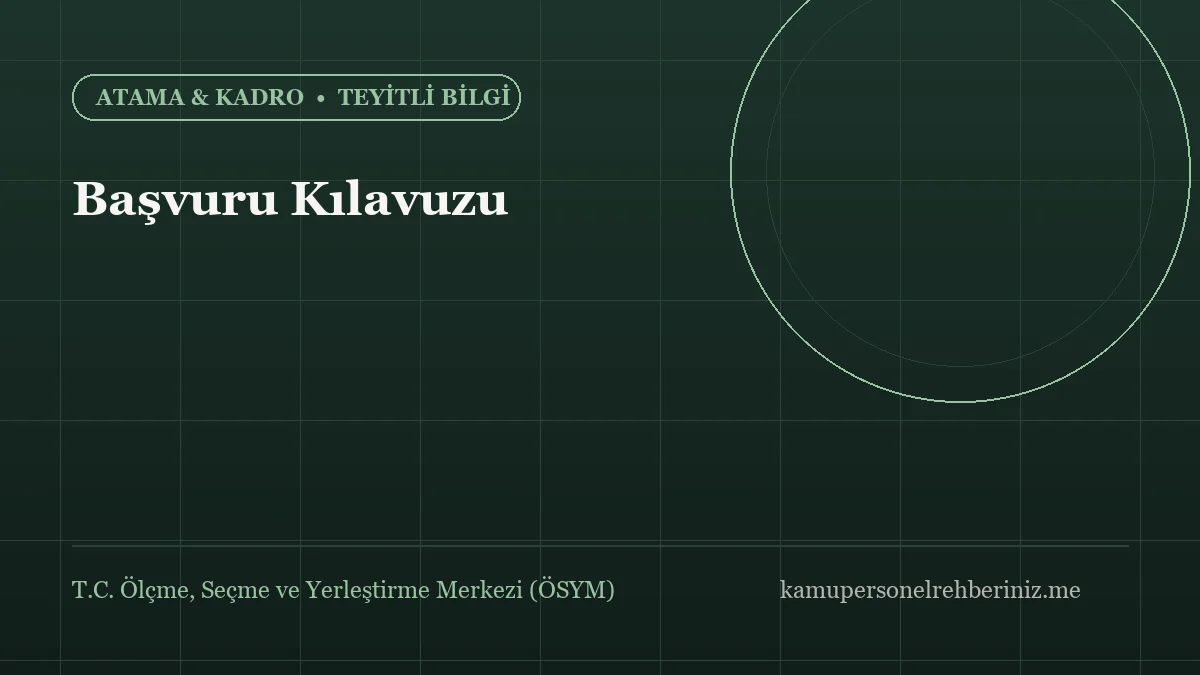 ATAMA & KADRO • TEYİTLİ BİLGİ
Başvuru Kılavuzu
T.C. Ölçme, Seçme ve Yerleştirme Merkezi (ÖSYM)
kamupersonelrehberiniz.me